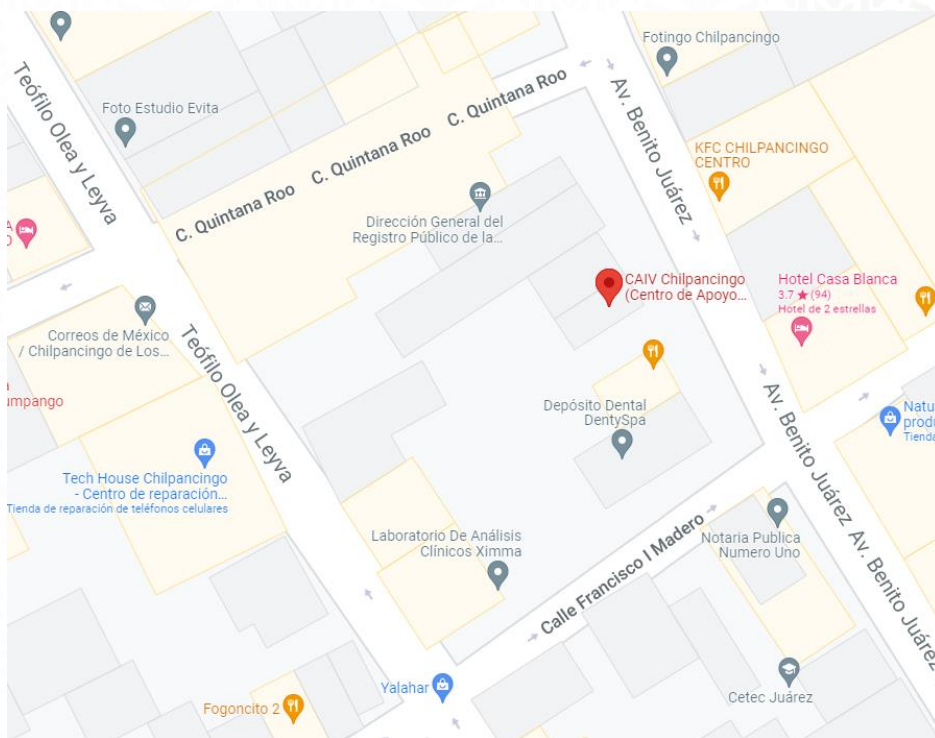 Teófilo Olea y Leyva
Foto Estudio Evita
C. Quintana Roo
C. Quintana Roo
C. Quintana Roo
Fotingo Chilpancingo
Av. Benito Juárez
KFC CHILPANCINGO
CENTRO
Dirección General del
Registro Público de la...
CAIV Chilpancingo
(Centro de Apoyo...
Hotel Casa Blanca
3.7 ★ (94)
Hotel de 2 estrellas
Correos de México
/ Chilpancingo de Los...
Teófilo Olea y Leyva
umpango
Depósito Dental
DentySpa
Av. Benito Juárez
Av. Benito Juárez
Natu
produ
Tienda
Tech House Chilpancingo
- Centro de reparación...
Tienda de reparación de teléfonos celulares
Laboratorio De Análisis
Clínicos Ximma
Calle Francisco I Madero
Notaria Publica
Numero Uno
Cetec Juárez
Yalahar
Fogoncito 2